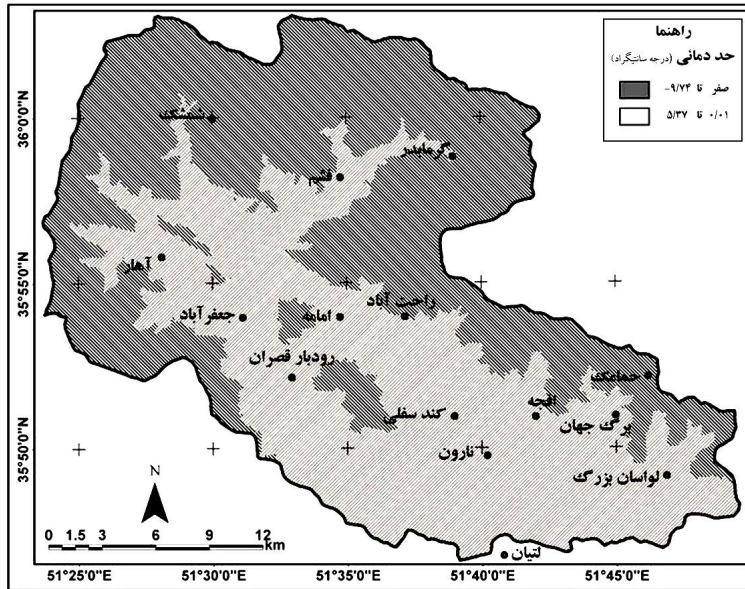 راهنما
حد دمائی (درجه سانتیگراد)
صفر تا ۹/۷۴-
۰/۰۱ تا ۵/۳۷
36°0'0"N
35°55'0"N
35°50'0"N
شمشک
گرمابدر
فشم
آهار
راحت آباد
جعفرآباد
امامه
رودبار قصران
حمامک
افجه
کند سفلی
برگ جهان
نارون
لواسان بزرگ
لتیان
N
0 1.5 3 6 9 12
km
51°25'0"E 51°30'0"E 51°35'0"E 51°40'0"E 51°45'0"E